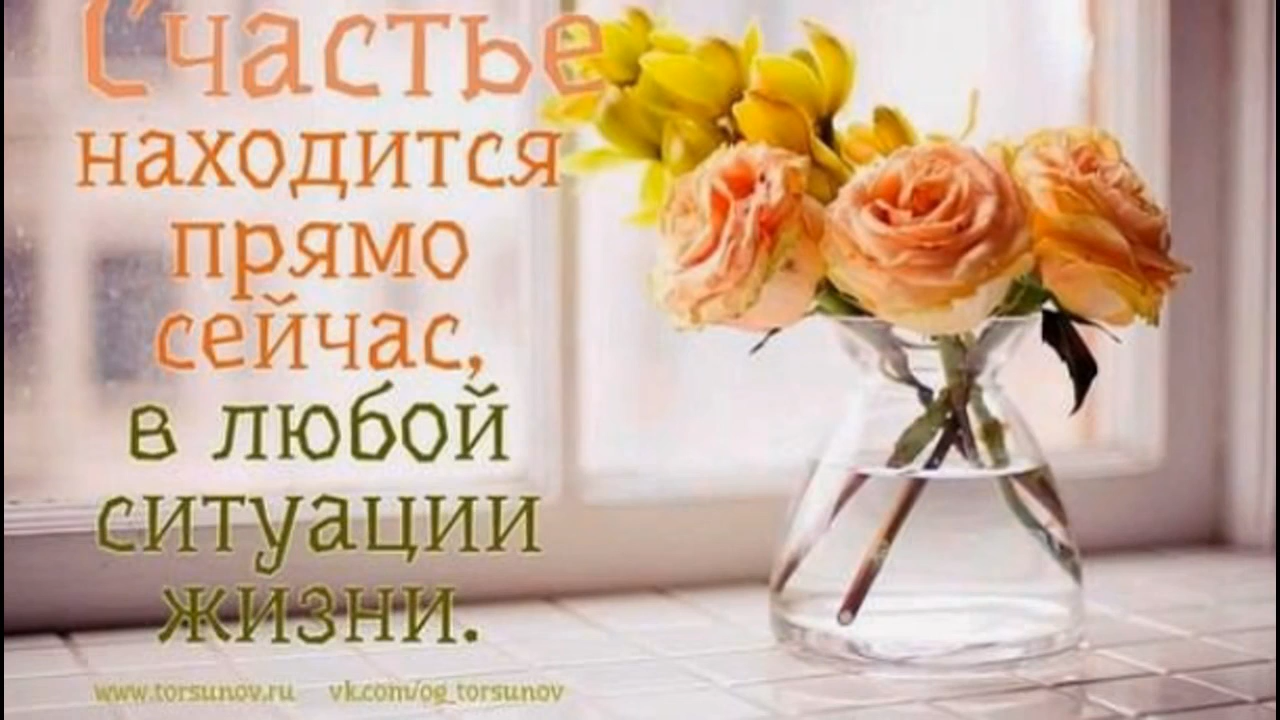 Счастье
находится
прямо
сейчас,
в любой
ситуации
жизни.
www.torsunov.ru vk.com/og_torsunov